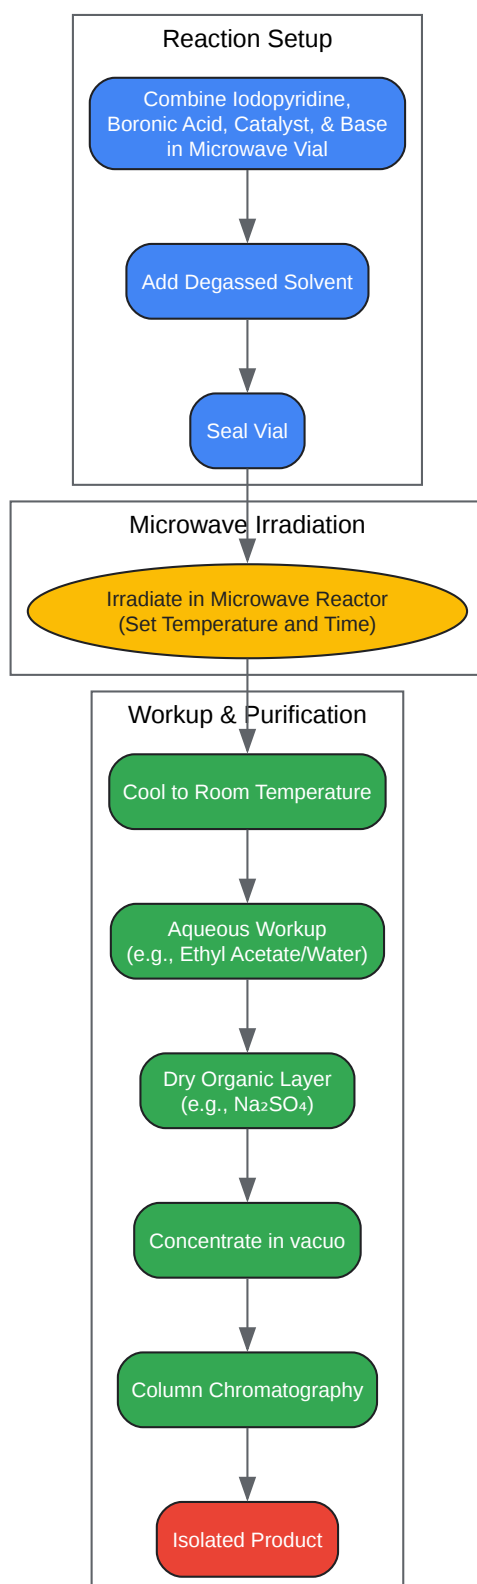 Reaction Setup
Combine Iodopyridine,
Boronic Acid, Catalyst, & Base
in Microwave Vial
Add Degassed Solvent
Seal Vial
Microwave Irradiation
Irradiate in Microwave Reactor
(Set Temperature and Time)
Workup & Purification
Cool to Room Temperature
Aqueous Workup
(e.g., Ethyl Acetate/Water)
Dry Organic Layer
(e.g., Na₂SO₄)
Concentrate in vacuo
Column Chromatography
Isolated Product